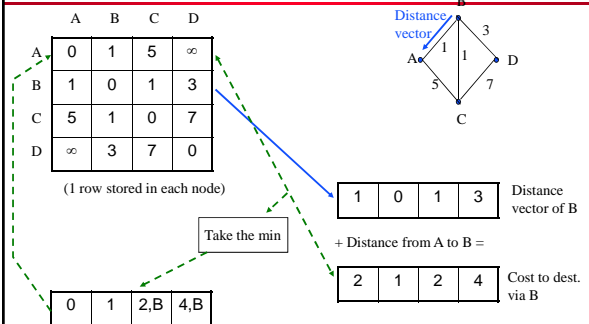 A B C D
A 0 1 5 ∞
B 1 0 1 3
C 5 1 0 7
D ∞ 3 7 0
(1 row stored in each node)
Distance
vector
B
3
1
1
A
D
5
7
C
1 0 1 3
Distance
vector of B
Take the min
+ Distance from A to B =
2 1 2 4
Cost to dest.
via B
0 1 2,B 4,B